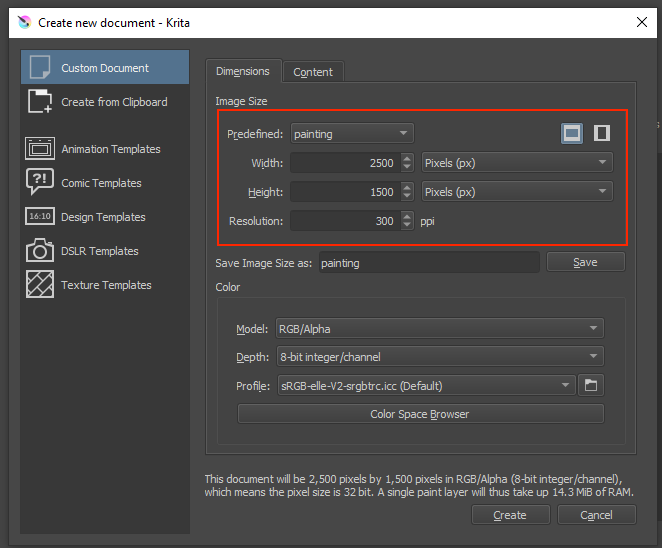 Create new document - Krita
Custom Document
Create from Clipboard
Animation Templates
?!
Comic Templates
16:10
Design Templates
DSLR Templates
Texture Templates
Dimensions
Content
Image Size
Predefined: painting
Width: 2500 Pixels (px)
Height: 1500 Pixels (px)
Resolution: 300 ppi
Save Image Size as: painting Save
Color
Model: RGB/Alpha
Depth: 8-bit integer/channel
Profile: sRGB-elle-V2-srgbtrc.icc (Default)
Color Space Browser
This document will be 2,500 pixels by 1,500 pixels in RGB/Alpha (8-bit integer/channel),
which means the pixel size is 32 bit. A single paint layer will thus take up 14.3 MiB of RAM.
Create Cancel